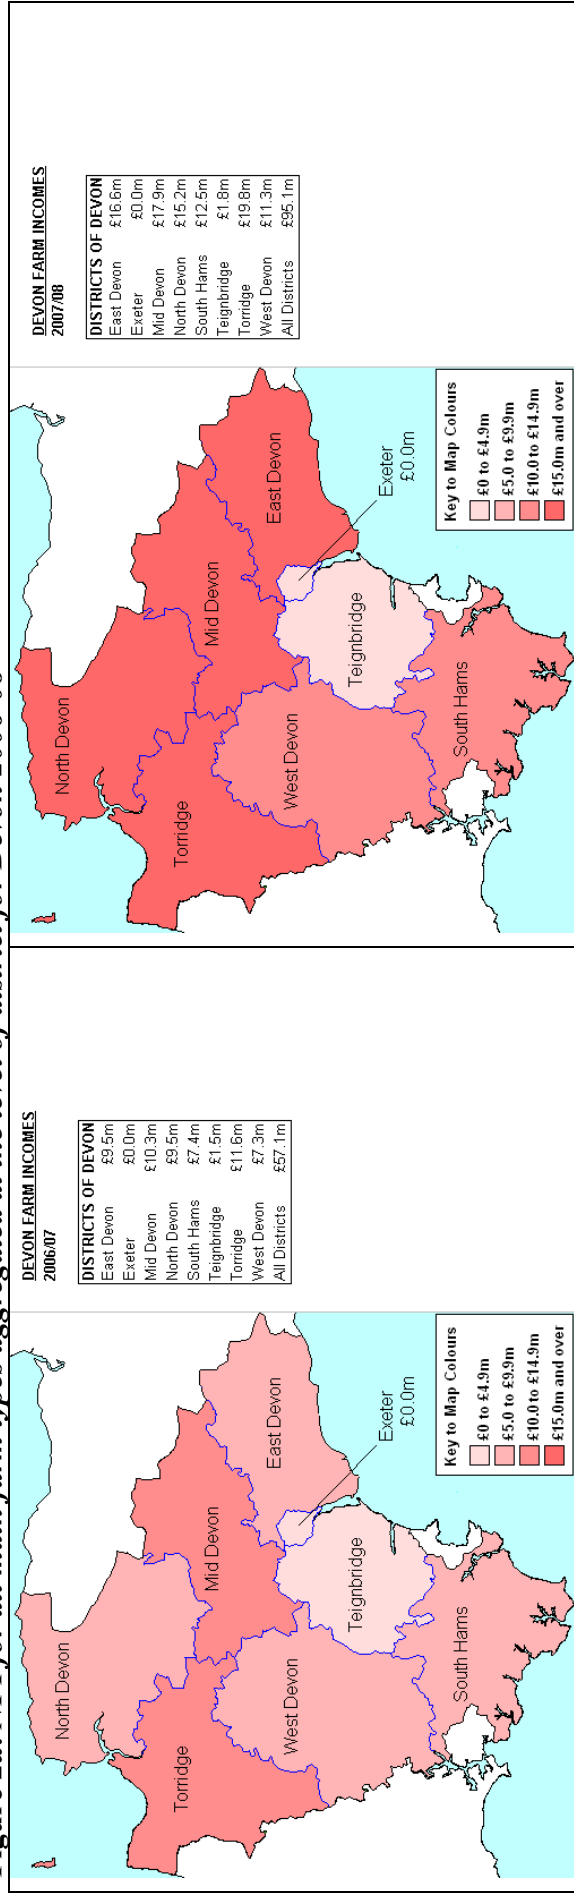 DEVON FARM INCOMES
2006/07
DISTRICTS OF DEVON
East Devon £9.5m
Exeter £0.0m
Mid Devon £10.3m
North Devon £9.5m
South Hams £7.4m
Teignbridge £1.5m
Torridge £11.6m
West Devon £7.3m
All Districts £57.1m
North Devon
Torridge
Mid Devon
East Devon
West Devon
Exeter
£0.0m
Teignbridge
South Hams
Key to Map Colours
£0 to £4.9m
£5.0 to £9.9m
£10.0 to £14.9m
£15.0m and over
DEVON FARM INCOMES
2007/08
DISTRICTS OF DEVON
East Devon £16.6m
Exeter £0.0m
Mid Devon £17.9m
North Devon £15.2m
South Hams £12.5m
Teignbridge £1.8m
Torridge £19.8m
West Devon £11.3m
All Districts £95.1m
North Devon
Torridge
Mid Devon
East Devon
West Devon
Exeter
£0.0m
Teignbridge
South Hams
Key to Map Colours
£0 to £4.9m
£5.0 to £9.9m
£10.0 to £14.9m
£15.0m and over